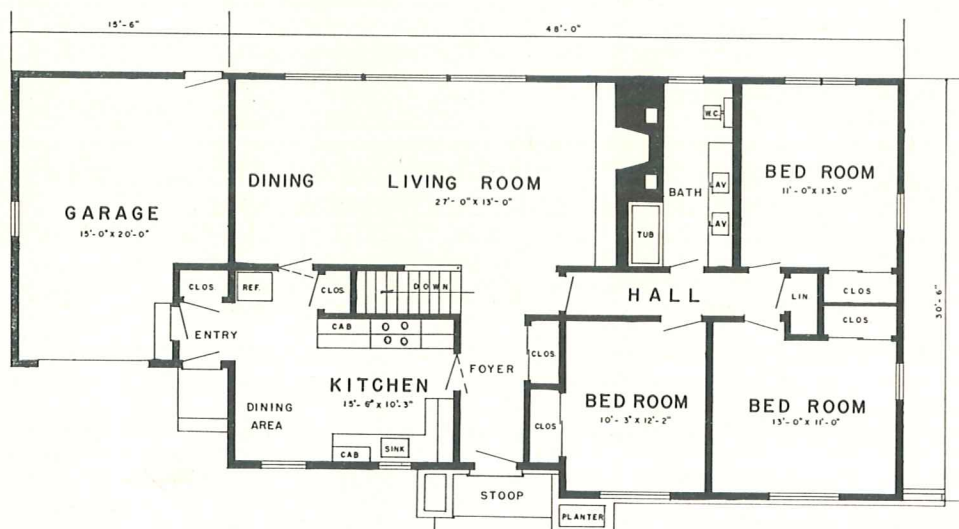 15'-6"
48'-0"
W.C.
BED ROOM
11'-0" X 13'-0"
DINING
LIVING ROOM
27'-0" X 13'-0"
LAV
BATH
GARAGE
15'-0" X 20'-0"
LAV
TUB
CLOS
REF.
CLOS.
DOWN
HALL
LIN
CLOS
30'-6"
CLOS
ENTRY
CAB
FOYER
CLOS.
KITCHEN
15'-6" X 10'-3"
DINING
AREA
BED ROOM
10'-3" X 12'-2"
BED ROOM
13'-0" X 11'-0"
CLOS
SINK
CAB
STOOP
PLANTER